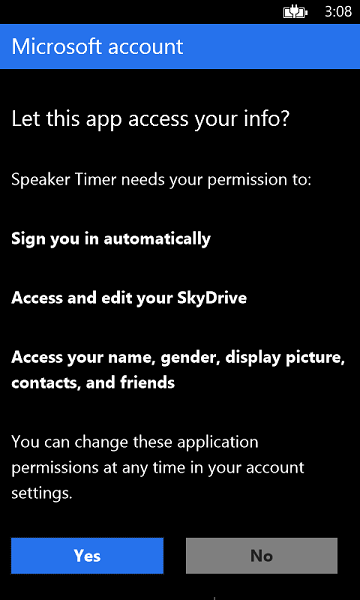 3:08
Microsoft account
Let this app access your info?
Speaker Timer needs your permission to:
Sign you in automatically
Access and edit your SkyDrive
Access your name, gender, display picture,
contacts, and friends
You can change these application
permissions at any time in your account
settings.
Yes
No